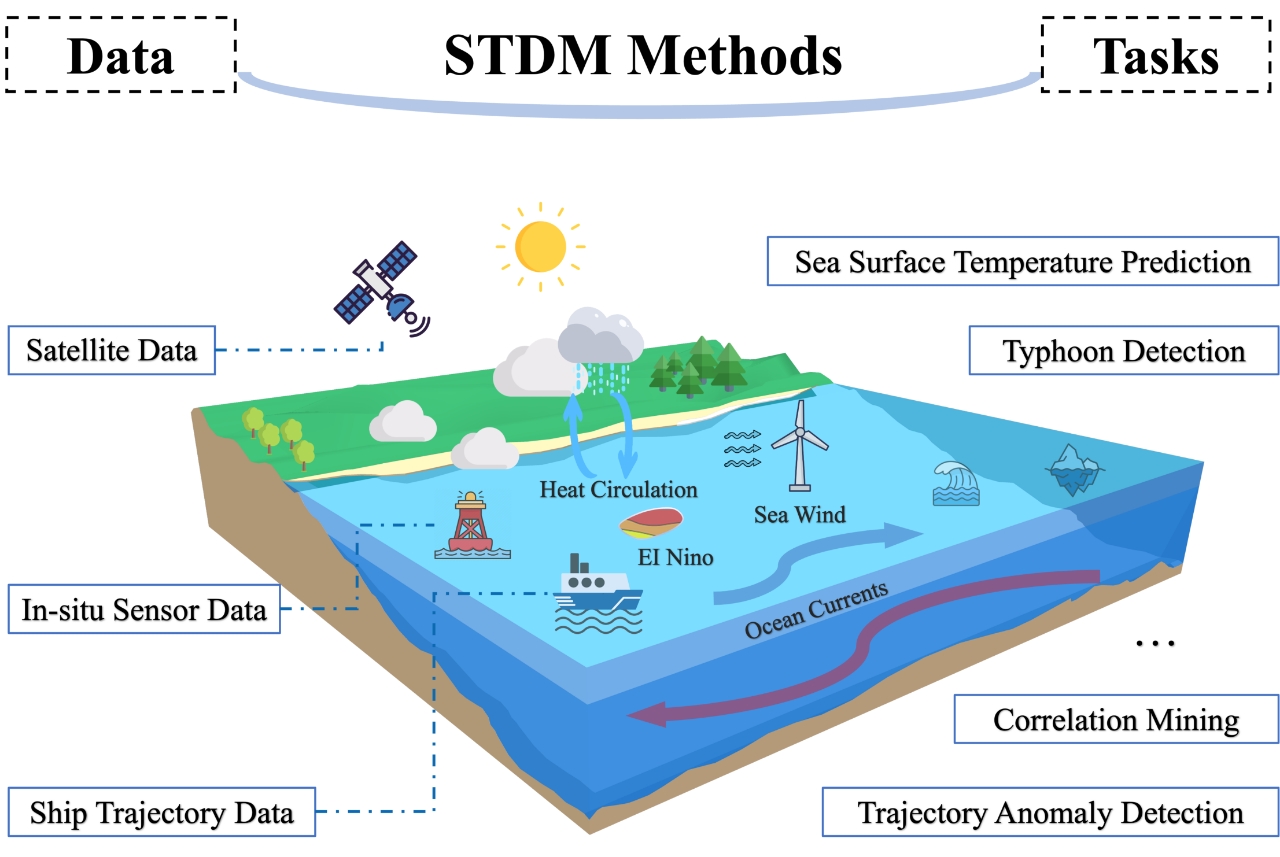 Data
STDM Methods
Tasks
Sea Surface Temperature Prediction
Satellite Data
Typhoon Detection
Heat Circulation
Sea Wind
EI Nino
In-situ Sensor Data
Ocean Currents
...
Correlation Mining
Ship Trajectory Data
Trajectory Anomaly Detection